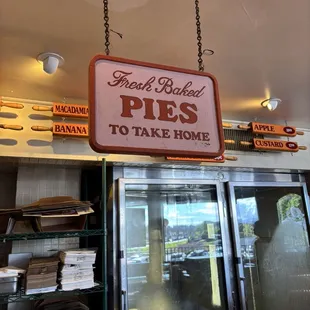 Fresh Baked
PIES
TO TAKE HOME
MACADAMIA
BANANA
APPLE
CUSTARD